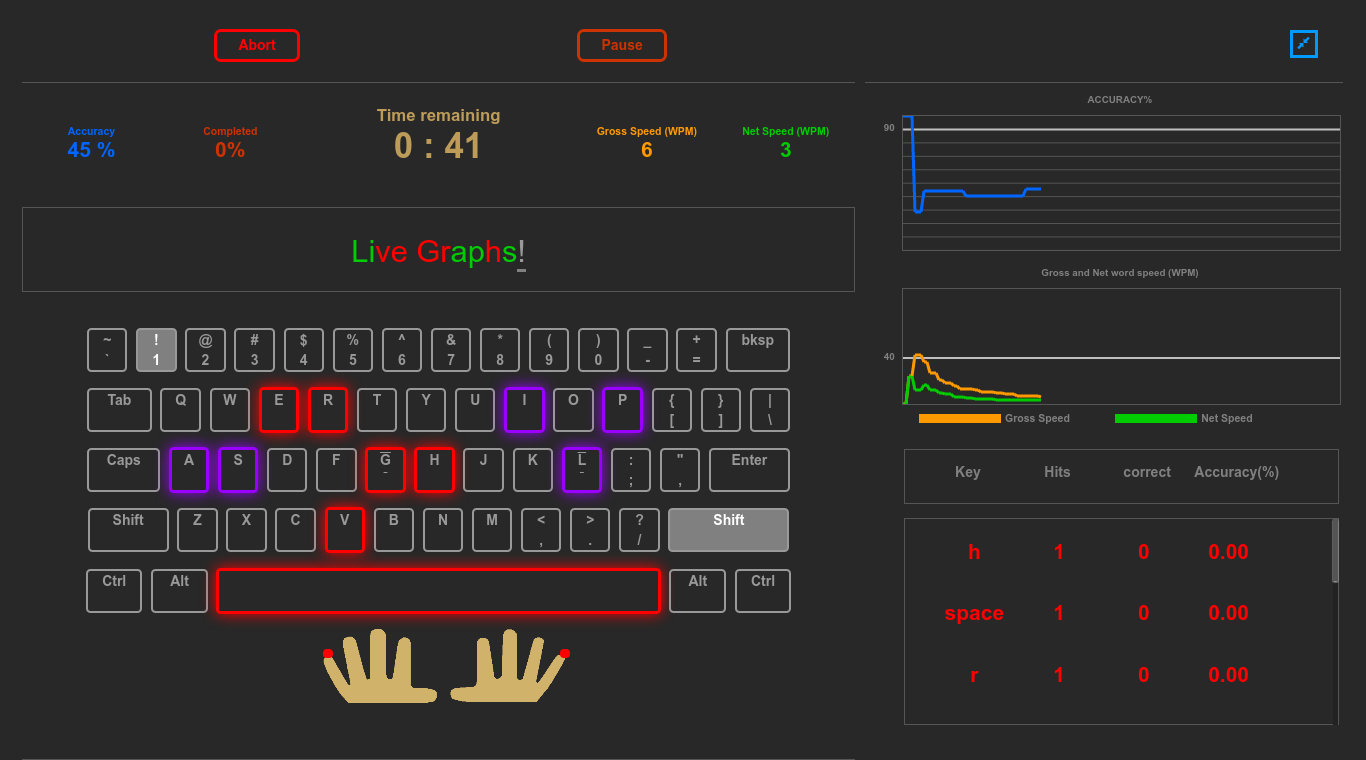 Abort
Pause
Accuracy
45 %
Completed
0%
Time remaining
0 : 41
Gross Speed (WPM)
6
Net Speed (WPM)
3
Live Graphs!
~ ! @ # $ % ^ & * ( ) _ + bksp
` 1 2 3 4 5 6 7 8 9 0 - =
Tab Q W E R T Y U I O P { } |
[ ] \
Caps A S D F G H J K L : " Enter
; ,
Shift Z X C V B N M < > ? Shift
, . /
Ctrl Alt Alt Ctrl
ACCURACY%
90
Gross and Net word speed (WPM)
40
Gross Speed Net Speed
Key Hits correct Accuracy(%)
h 1 0 0.00
space 1 0 0.00
r 1 0 0.00